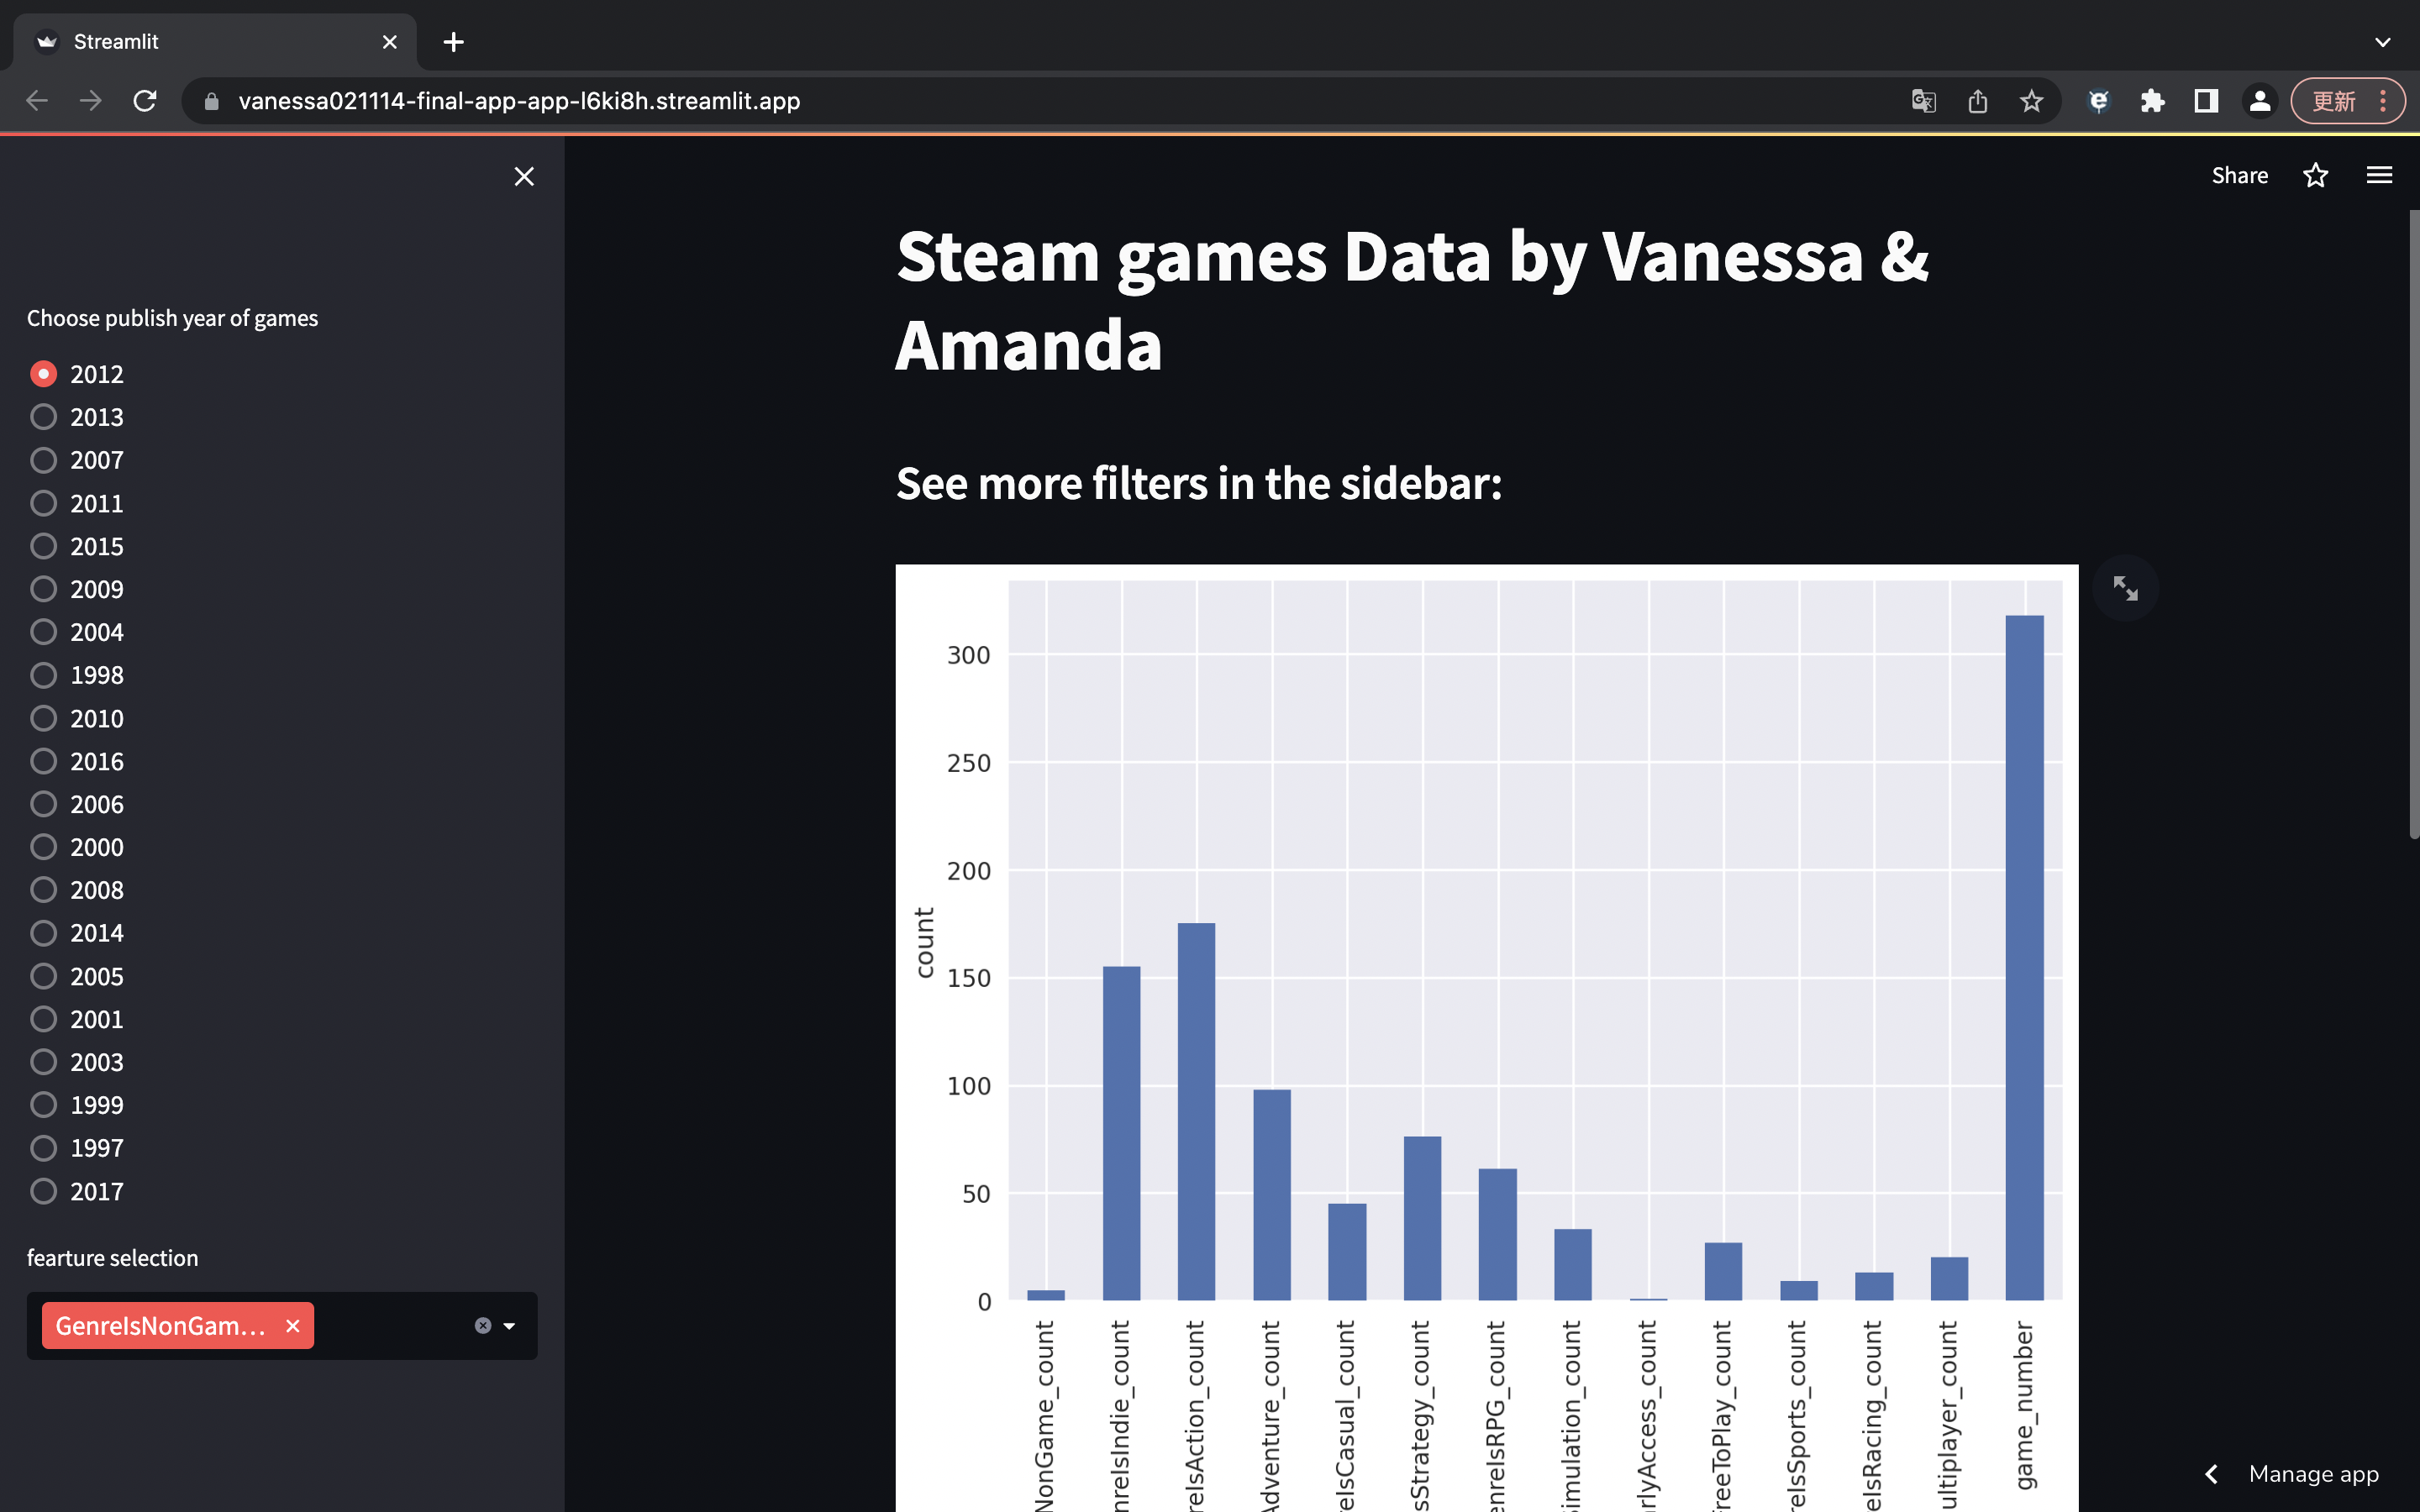 Streamlit
vanessa021114-final-app-app-l6ki8h.streamlit.app
更新
Share
Choose publish year of games
2012
2013
2007
2011
2015
2009
2004
1998
2010
2016
2006
2000
2008
2014
2005
2001
2003
1999
1997
2017
fearture selection
GenreIsNonGam...
Steam games Data by Vanessa &
Amanda
See more filters in the sidebar:
count
300
250
200
150
100
50
0
NonGame_count
nreIsIndie_count
reIsAction_count
Adventure_count
eIsCasual_count
sStrategy_count
enreIsRPG_count
imulation_count
rlyAccess_count
reeToPlay_count
reIsSports_count
eIsRacing_count
ultiplayer_count
game_number
Manage app